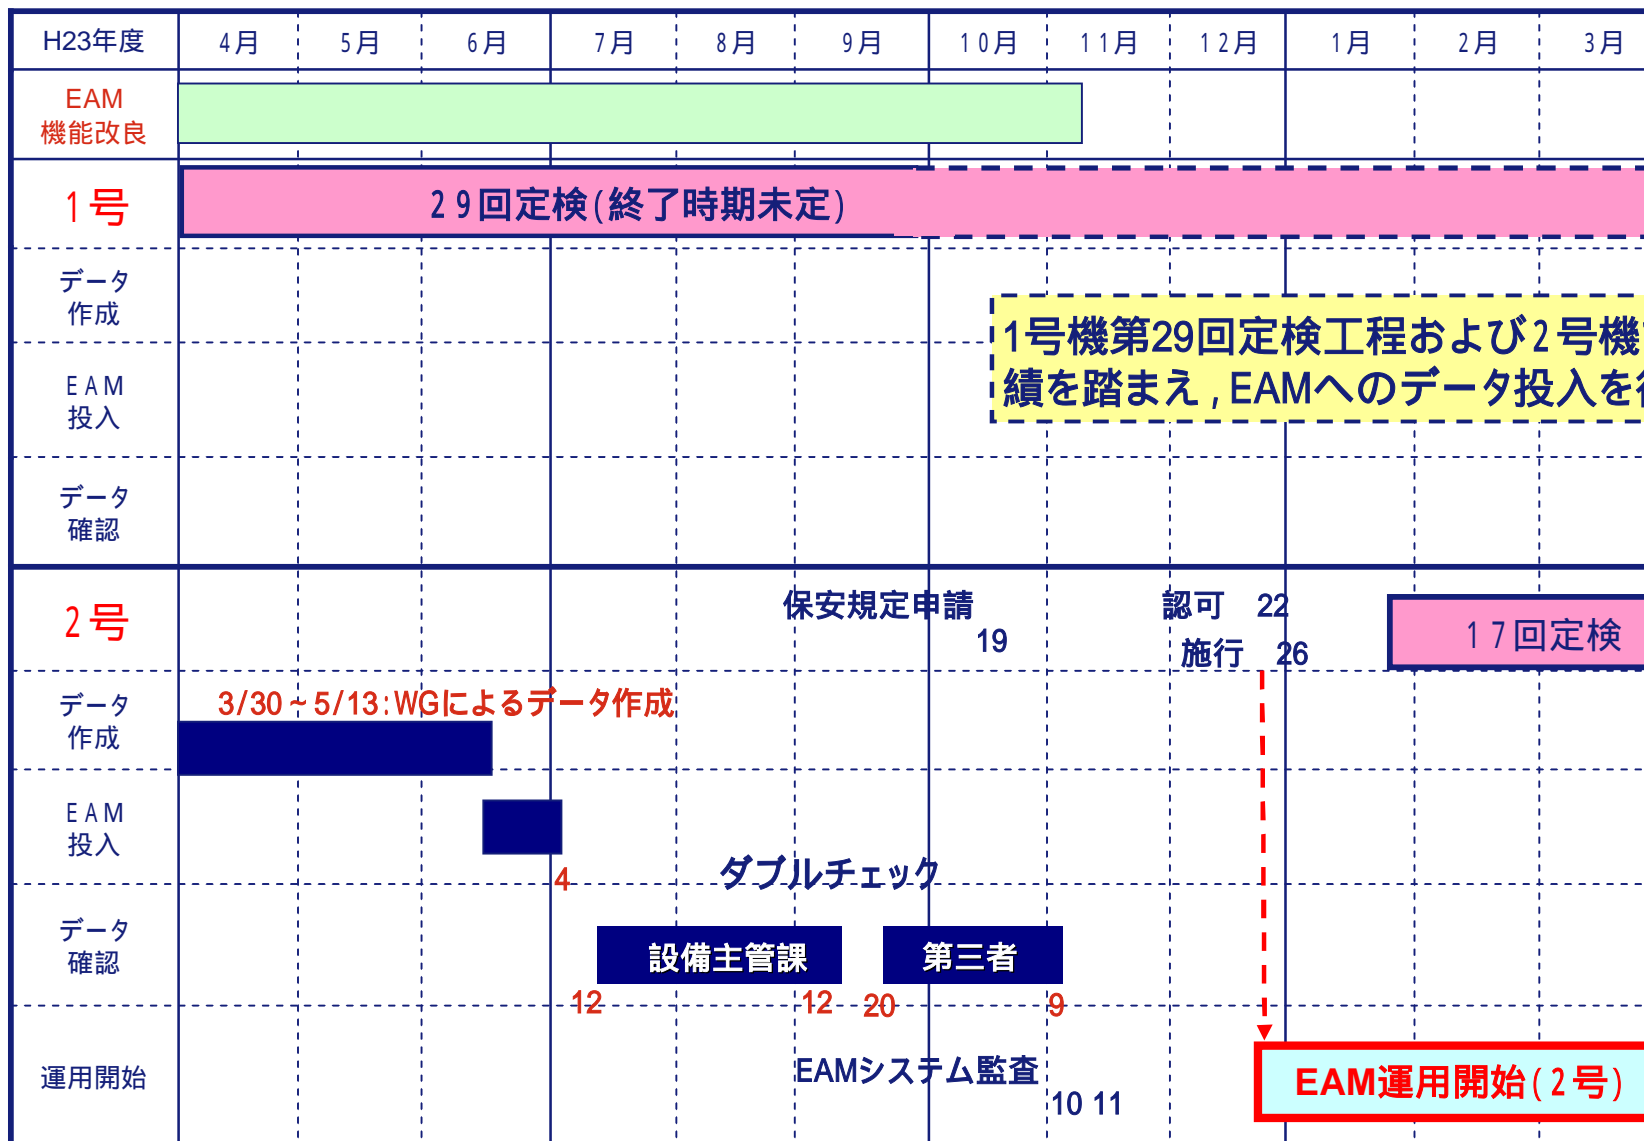 H23年度 4月 5月 6月 7月 8月 9月 10月 11月 12月 1月 2月 3月
EAM
機能改良
1号
29回定検(終了時期未定)
データ
作成
1号機第29回定検工程および2号機
績を踏まえ,EAMへのデータ投入を
EAM
投入
データ
確認
2号
保安規定申請
19
認可 22
施行 26
17回定検
データ
作成
3/30~5/13:WGによるデータ作成
EAM
投入
4
ダブルチェック
データ
確認
設備主管課
第三者
12 12 20 9
運用開始
EAMシステム監査
10 11
EAM運用開始(2号)